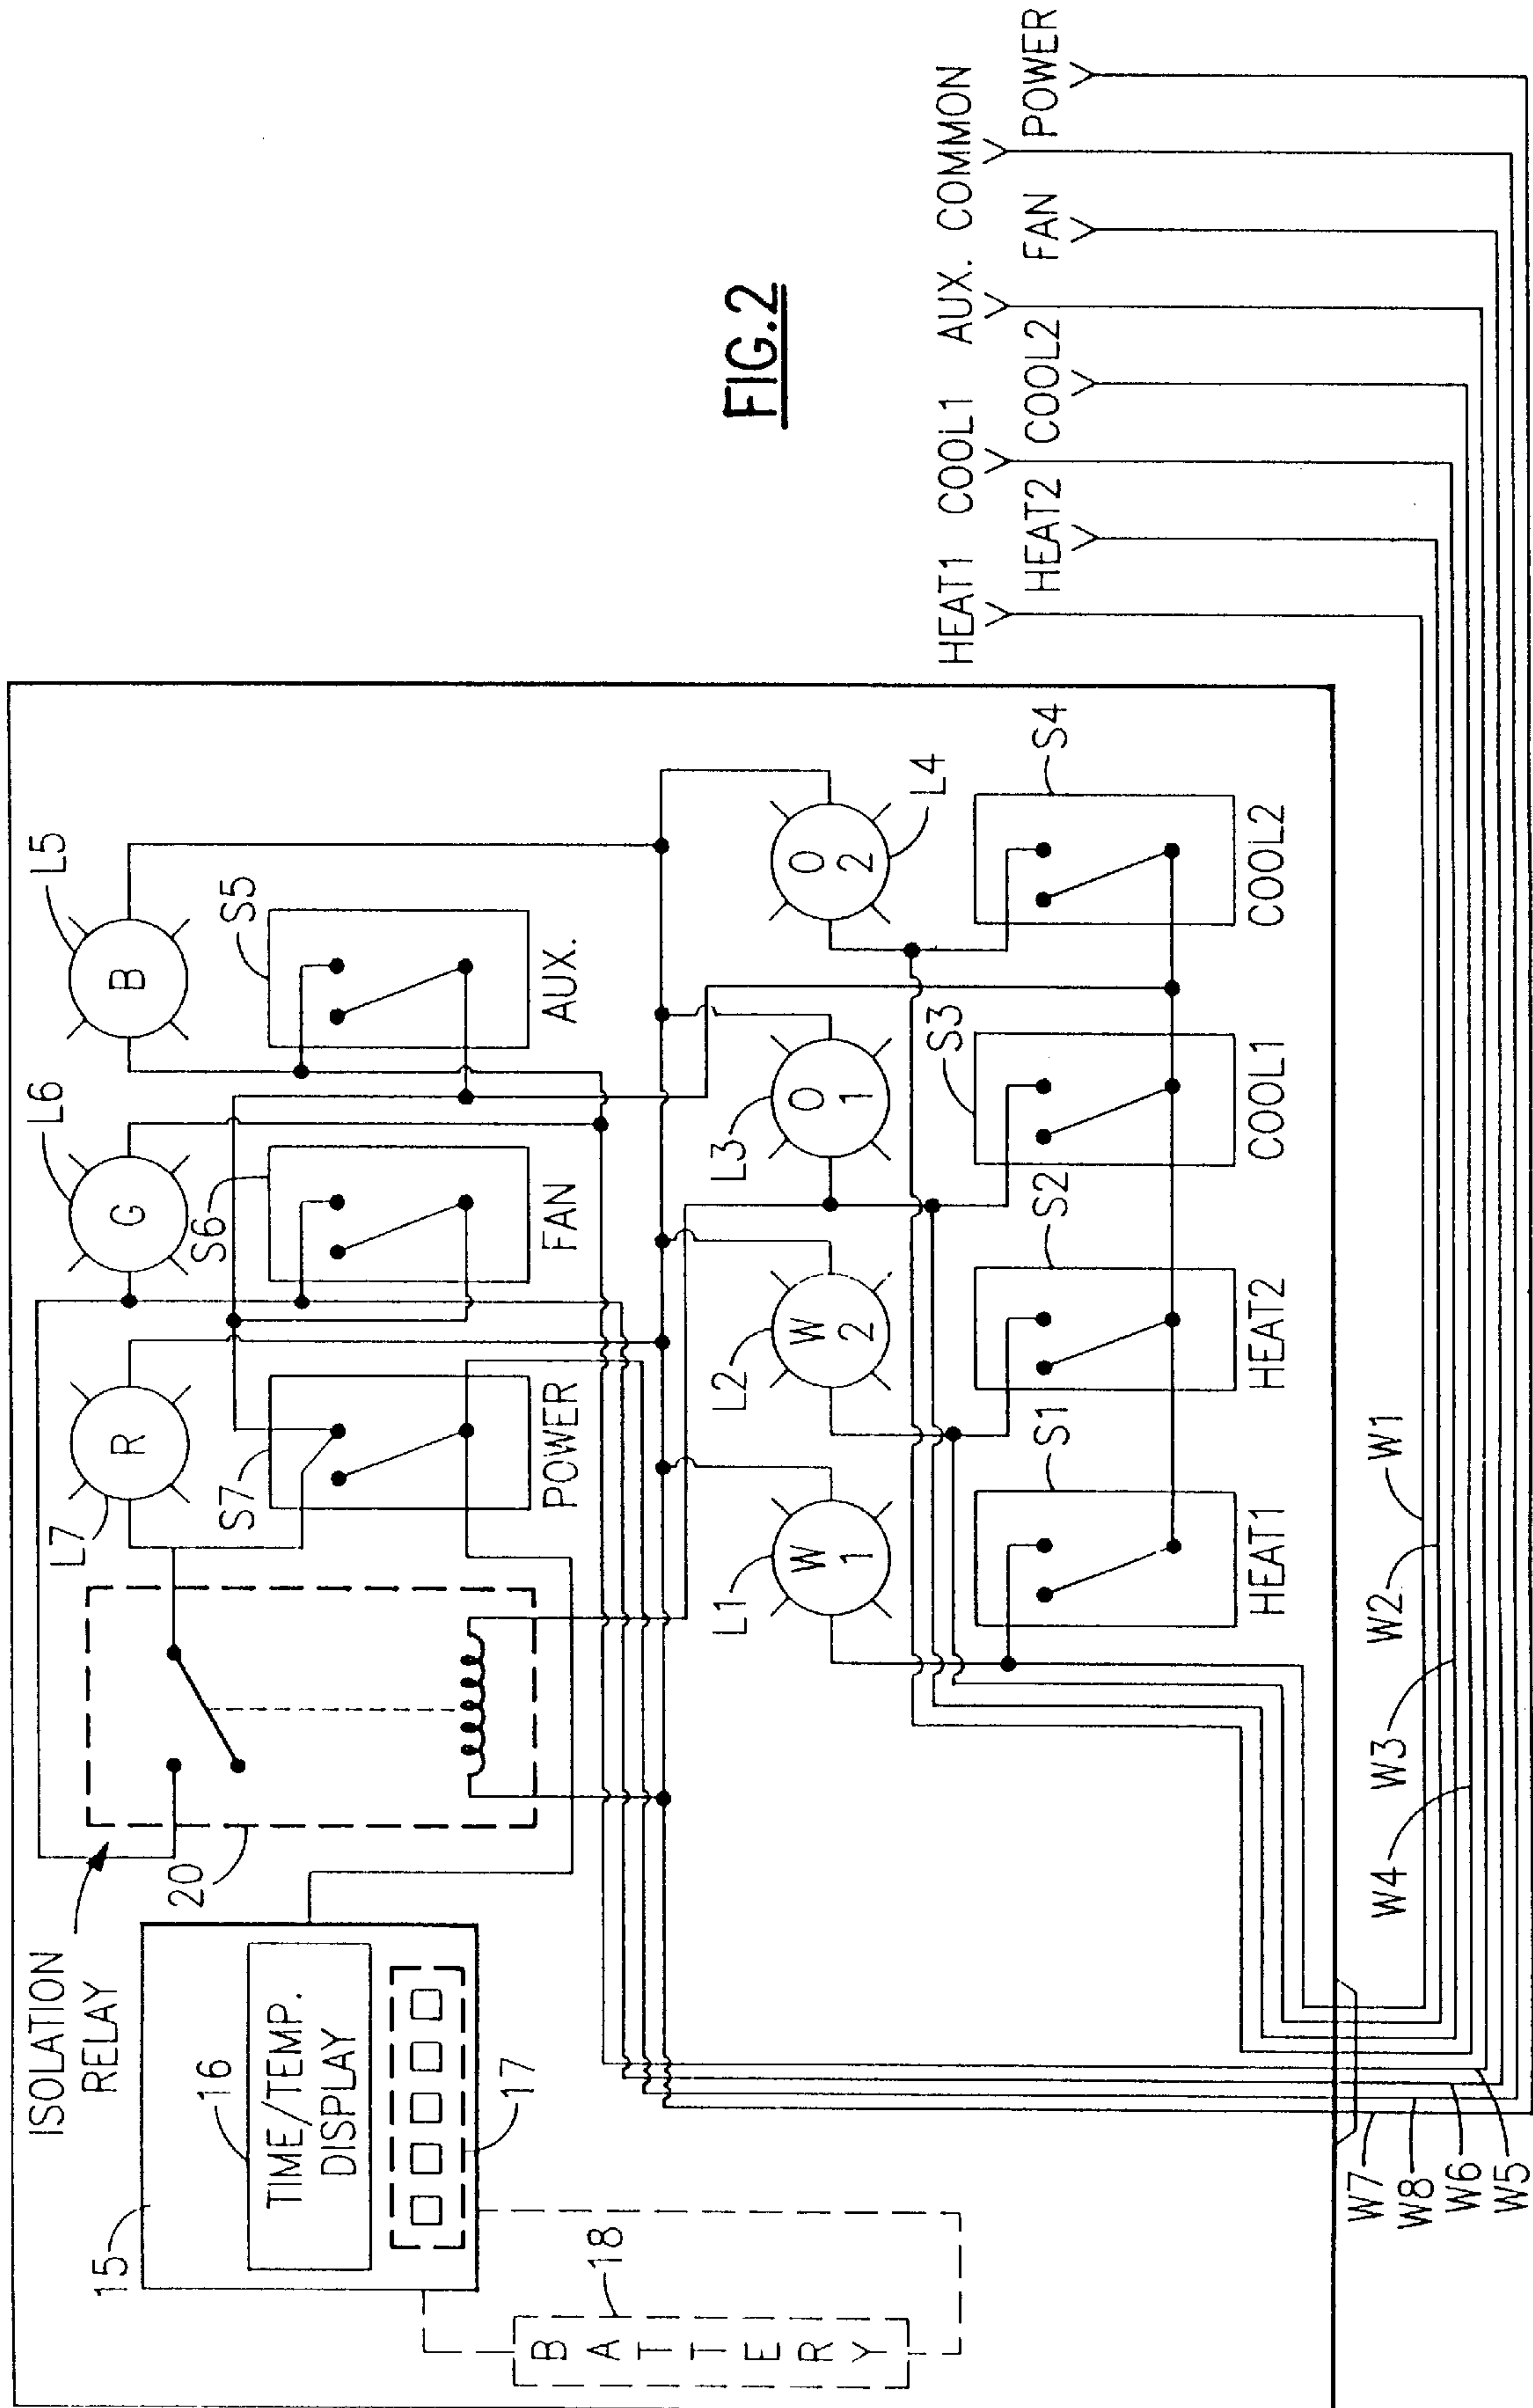 ISOLATION
RELAY
20
15
16
TIME/TEMP.
DISPLAY
17
18
BATTERY
L7
R
S7
POWER
L6
G
S6
FAN
L5
B
S5
AUX.
L1
W
1
L2
W
2
L3
O
1
L4
O
2
S1
HEAT1
S2
HEAT2
S3
COOL1
S4
COOL2
W1
W2
W3
W4
W7
W8
W6
W5
HEAT1 COOL1 AUX. COMMON
HEAT2 COOL2 FAN POWER
FIG.2